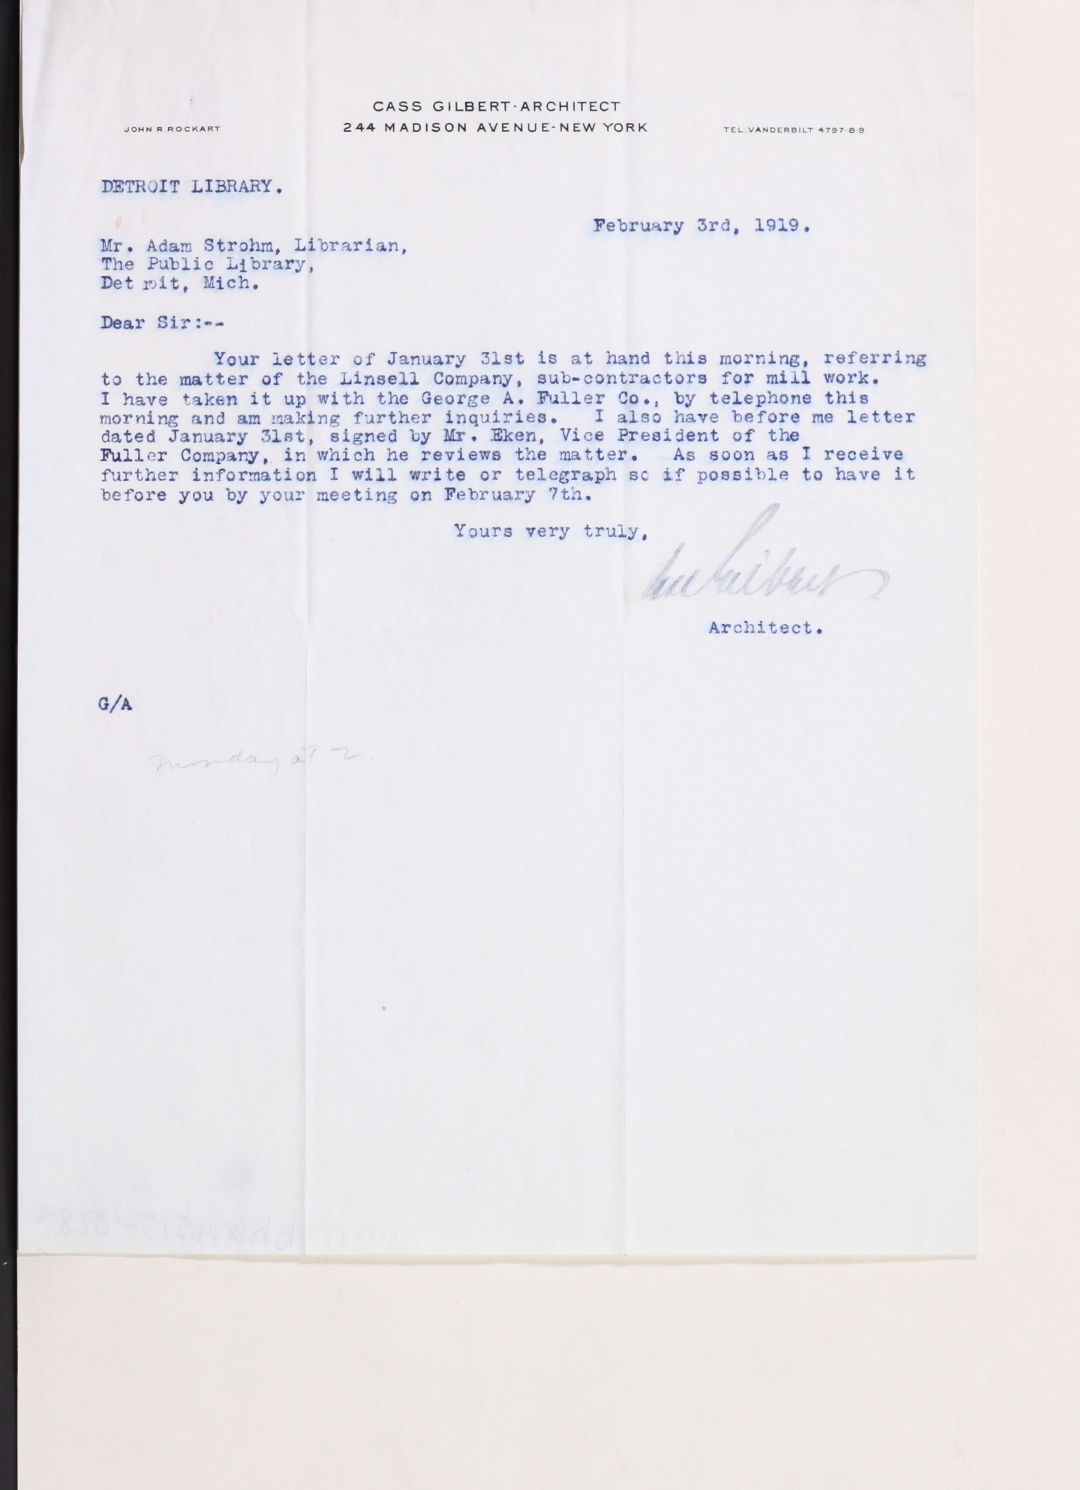 CASS GILBERT-ARCHITECT
JOHN R. ROCKART 244 MADISON AVENUE-NEW YORK TEL. VANDERBILT 4797-8-9
DETROIT LIBRARY.
February 3rd, 1919.
Mr. Adam Strohm, Librarian,
The Public Library,
Detroit, Mich.
Dear Sir:--
Your letter of January 31st is at hand this morning, referring
to the matter of the Linsell Company, sub-contractors for mill work.
I have taken it up with the George A. Fuller Co., by telephone this
morning and am making further inquiries. I also have before me letter
dated January 31st, signed by Mr. Eken, Vice President of the
Fuller Company, in which he reviews the matter. As soon as I receive
further information I will write or telegraph so if possible to have it
before you by your meeting on February 7th.
Yours very truly,
Cass Gilbert
Architect.
G/A
at 2.